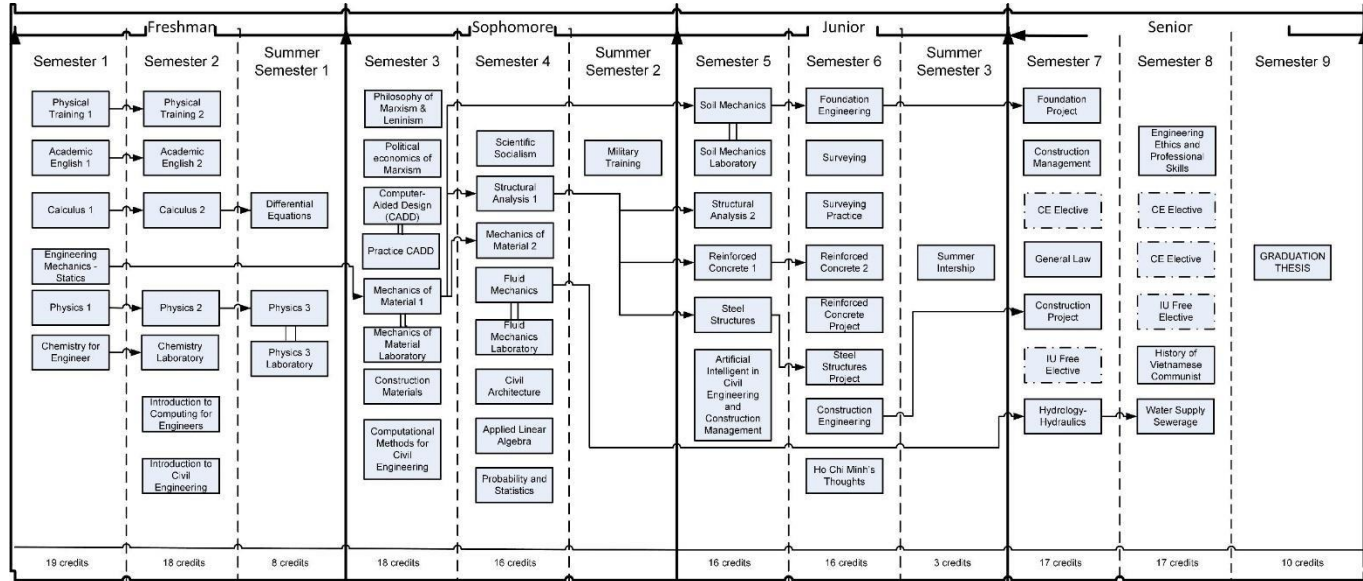 Freshman
Sophomore
Junior
Senior
Semester 1
Semester 2
Summer
Semester 1
Semester 3
Semester 4
Summer
Semester 2
Semester 5
Semester 6
Summer
Semester 3
Semester 7
Semester 8
Semester 9
Physical
Training 1
Academic
English 1
Calculus 1
Engineering
Mechanics -
Statics
Physics 1
Chemistry for
Engineer
Physical
Training 2
Academic
English 2
Calculus 2
Physics 2
Chemistry
Laboratory
Introduction to
Computing for
Engineers
Introduction to
Civil
Engineering
Differential
Equations
Physics 3
Physics 3
Laboratory
Philosophy of
Marxism &
Leninism
Political
economics of
Marxism
Computer-
Aided Design
(CADD)
Practice CADD
Mechanics of
Material 1
Mechanics of
Material Laboratory
Construction
Materials
Computational
Methods for
Civil
Engineering
Scientific
Socialism
Structural
Analysis 1
Mechanics of
Material 2
Fluid
Mechanics
Fluid
Mechanics
Laboratory
Civil
Architecture
Applied Linear
Algebra
Probability and
Statistics
Military
Training
Soil Mechanics
Soil Mechanics
Laboratory
Structural
Analysis 2
Reinforced
Concrete 1
Steel
Structures
Artificial
Intelligent in
Civil
Engineering
and
Construction
Management
Foundation
Engineering
Surveying
Surveying
Practice
Reinforced
Concrete 2
Reinforced
Concrete
Project
Steel
Structures
Project
Construction
Engineering
Ho Chi Minh`s
Thoughts
Summer
Intership
Foundation
Project
Construction
Management
CE Elective
General Law
Construction
Project
IU Free
Elective
Hydrology-
Hydraulics
Engineering
Ethics and
Professional
Skills
CE Elective
CE Elective
IU Free
Elective
History of
Vietnamese
Communist
Water Supply
Sewerage
GRADUATION
THESIS
19 credits
18 credits
8 credits
18 credits
16 credits
16 credits
16 credits
3 credits
17 credits
17 credits
10 credits